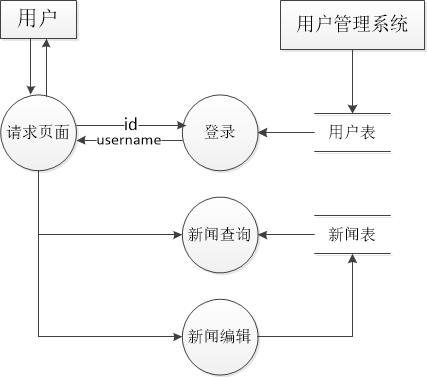 用户
用户管理系统
请求页面
id
username
登录
用户表
新闻查询
新闻表
新闻编辑